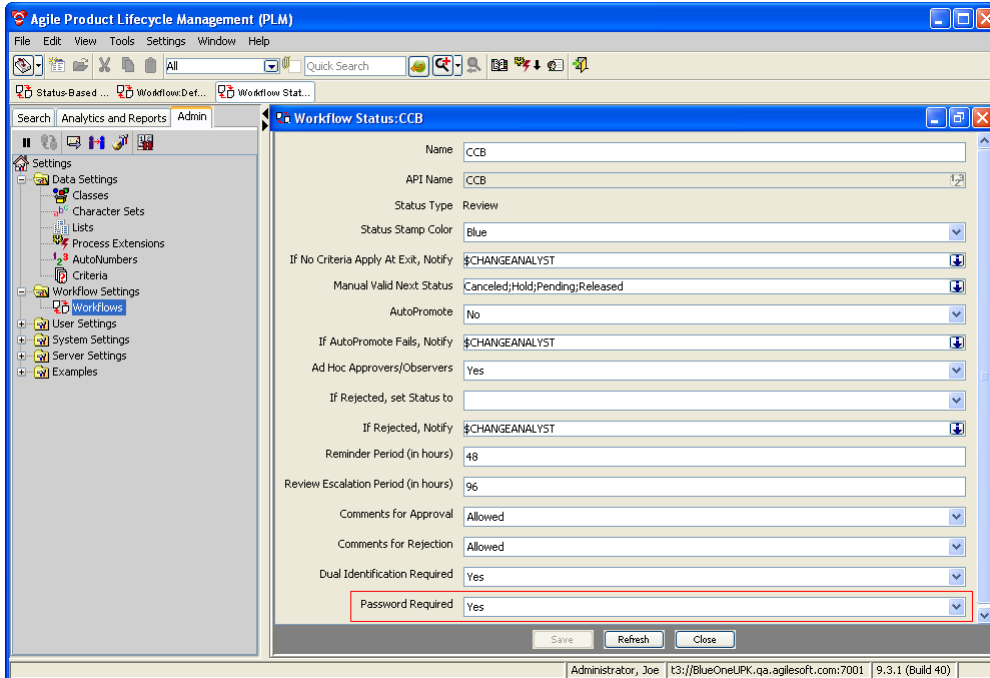 Agile Product Lifecycle Management (PLM)
File Edit View Tools Settings Window Help
All Quick Search
Status-Based ... Workflow:Def... Workflow Stat...
Search Analytics and Reports Admin
Workflow Status:CCB
Settings
Data Settings
Classes
Character Sets
Lists
Process Extensions
AutoNumbers
Criteria
Workflow Settings
Workflows
User Settings
System Settings
Server Settings
Examples
Name CCB
API Name CCB
Status Type Review
Status Stamp Color Blue
If No Criteria Apply At Exit, Notify $CHANGEANALYST
Manual Valid Next Status Canceled;Hold;Pending;Released
AutoPromote No
If AutoPromote Fails, Notify $CHANGEANALYST
Ad Hoc Approvers/Observers Yes
If Rejected, set Status to
If Rejected, Notify $CHANGEANALYST
Reminder Period (in hours) 48
Review Escalation Period (in hours) 96
Comments for Approval Allowed
Comments for Rejection Allowed
Dual Identification Required Yes
Password Required Yes
Save Refresh Close
Administrator, Joe t3://BlueOneUPK.qa.agilesoft.com:7001 9.3.1 (Build 40)